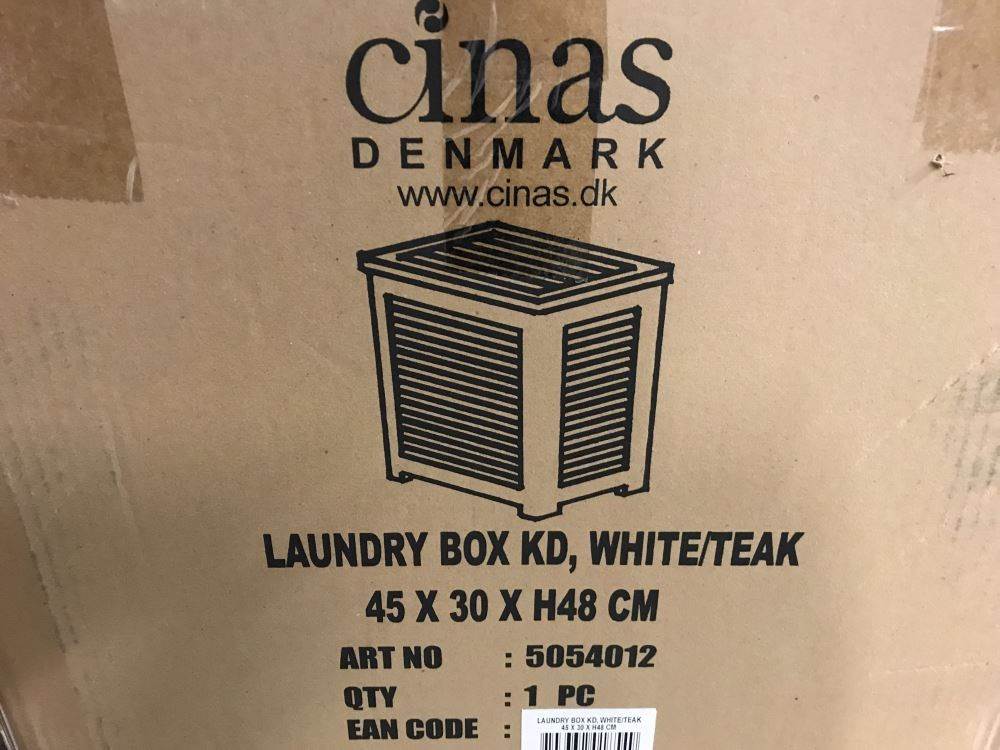 cinas
DENMARK
www.cinas.dk
LAUNDRY BOX KD, WHITE/TEAK
45 X 30 X H48 CM
ART NO : 5054012
QTY : 1 PC
EAN CODE :
LAUNDRY BOX KD, WHITE/TEAK
45 X 30 X H48 CM